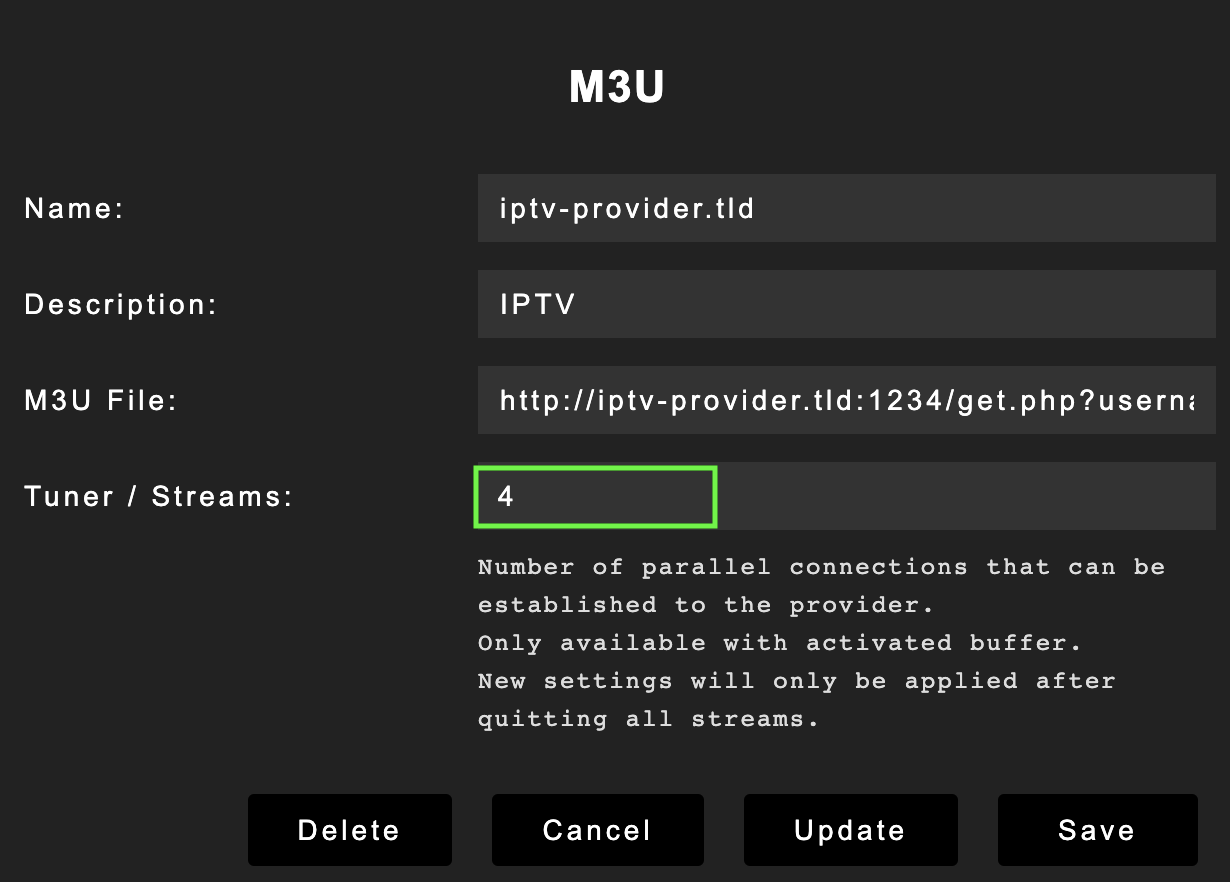 M3U
Name: iptv-provider.tld
Description: IPTV
M3U File: http://iptv-provider.tld:1234/get.php?userna
Tuner / Streams: 4
Number of parallel connections that can be
established to the provider.
Only available with activated buffer.
New settings will only be applied after
quitting all streams.
Delete Cancel Update Save